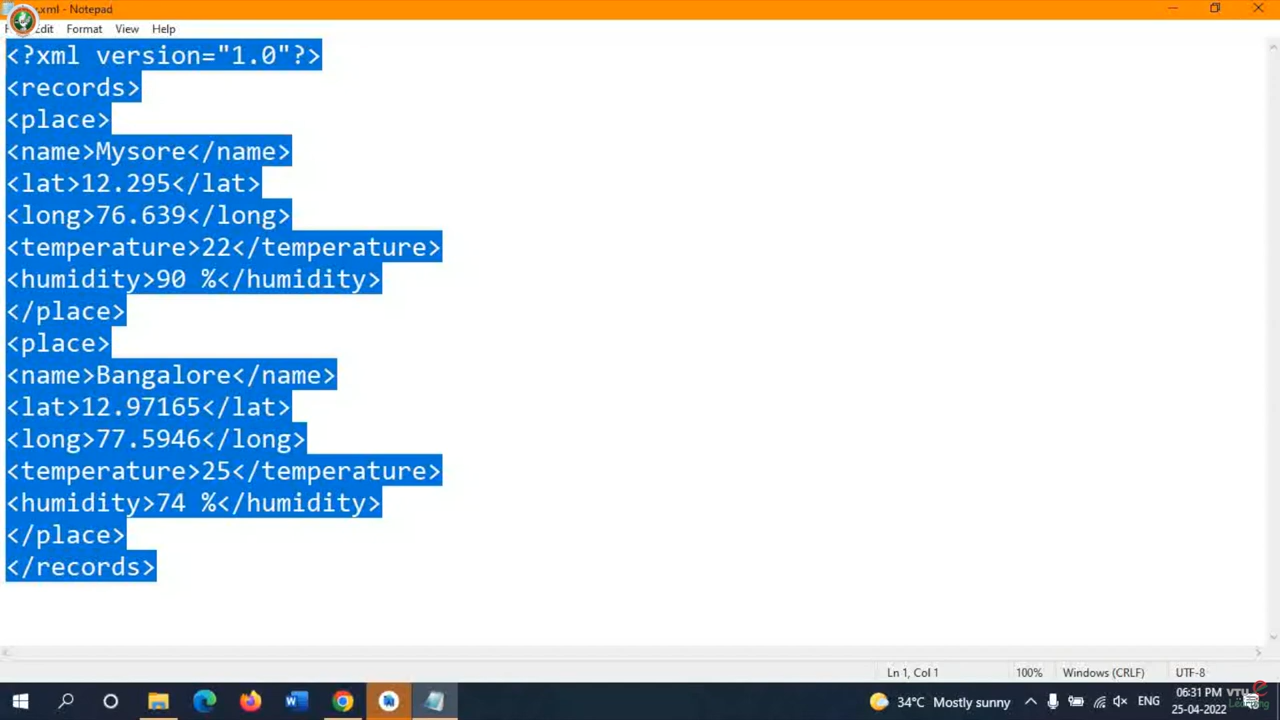 .xml - Notepad
Edit Format View Help
<?xml version="1.0"?>
<records>
<place>
<name>Mysore</name>
<lat>12.295</lat>
<long>76.639</long>
<temperature>22</temperature>
<humidity>90 %</humidity>
</place>
<place>
<name>Bangalore</name>
<lat>12.97165</lat>
<long>77.5946</long>
<temperature>25</temperature>
<humidity>74 %</humidity>
</place>
</records>
Ln 1, Col 1 100% Windows (CRLF) UTF-8
34°C Mostly sunny ENG 06:31 PM VTU
25-04-2022 Learning